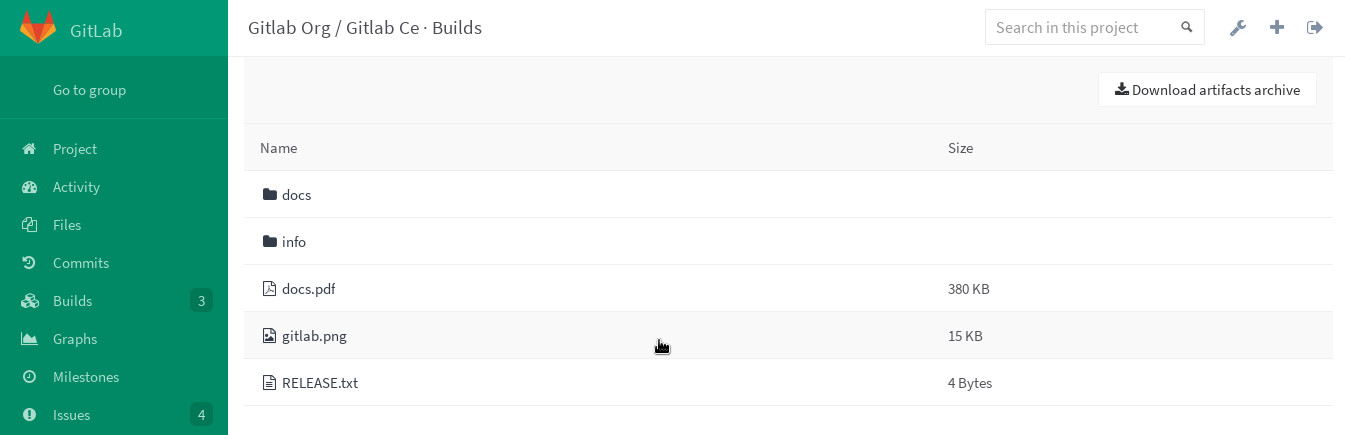 GitLab
Gitlab Org / Gitlab Ce · Builds
Search in this project
Go to group
Project
Activity
Files
Commits
Builds 3
Graphs
Milestones
Issues 4
Download artifacts archive
Name Size
docs
info
docs.pdf 380 KB
gitlab.png 15 KB
RELEASE.txt 4 Bytes